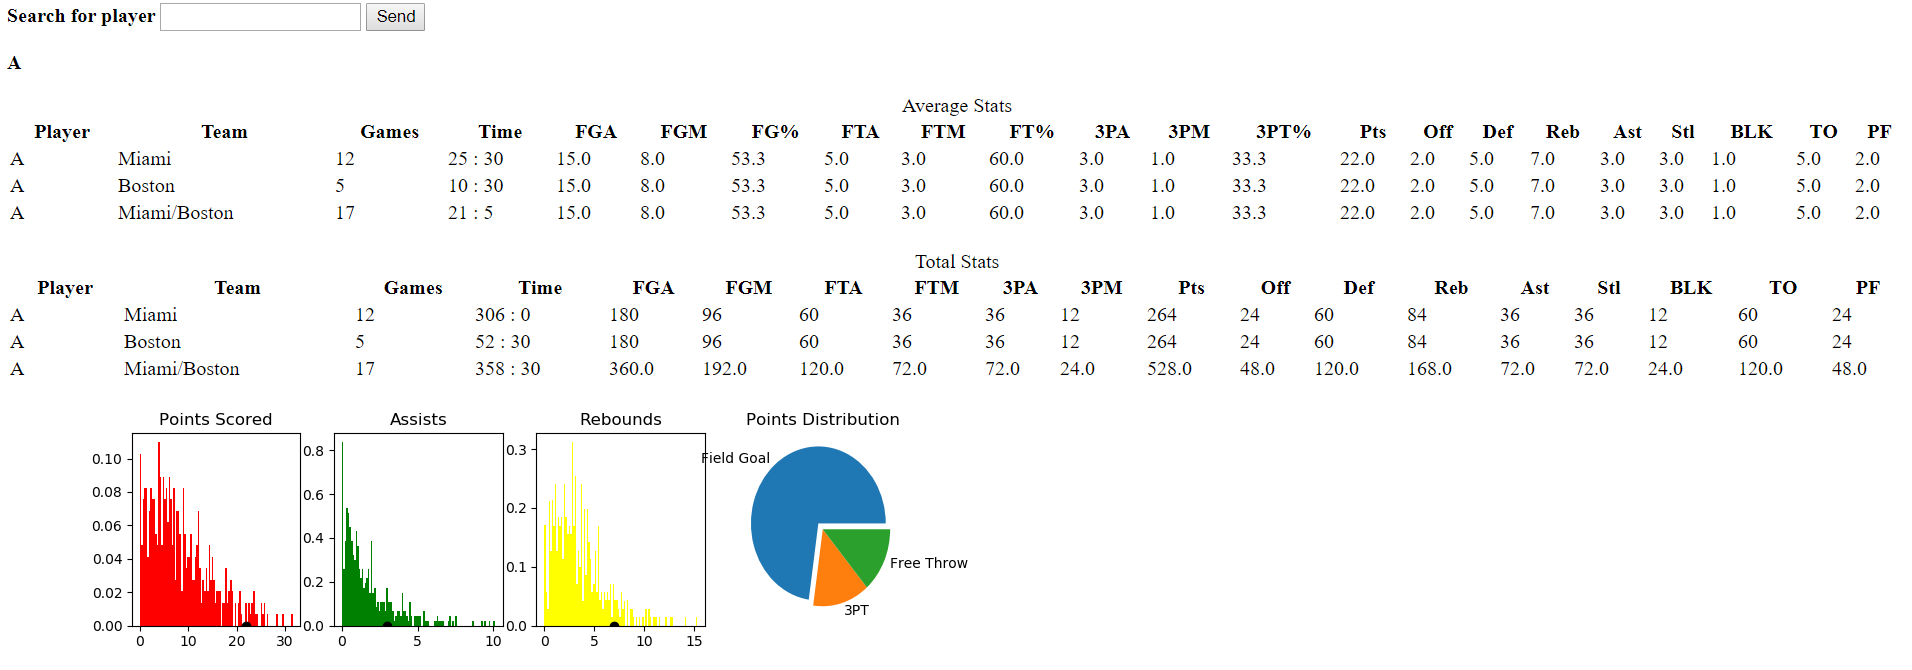 Search for player Send
A
Average Stats
Player Team Games Time FGA FGM FG% FTA FTM FT% 3PA 3PM 3PT% Pts Off Def Reb Ast Stl BLK TO PF
A Miami 12 25 : 30 15.0 8.0 53.3 5.0 3.0 60.0 3.0 1.0 33.3 22.0 2.0 5.0 7.0 3.0 3.0 1.0 5.0 2.0
A Boston 5 10 : 30 15.0 8.0 53.3 5.0 3.0 60.0 3.0 1.0 33.3 22.0 2.0 5.0 7.0 3.0 3.0 1.0 5.0 2.0
A Miami/Boston 17 21 : 5 15.0 8.0 53.3 5.0 3.0 60.0 3.0 1.0 33.3 22.0 2.0 5.0 7.0 3.0 3.0 1.0 5.0 2.0
Total Stats
Player Team Games Time FGA FGM FTA FTM 3PA 3PM Pts Off Def Reb Ast Stl BLK TO PF
A Miami 12 306 : 0 180 96 60 36 36 12 264 24 60 84 36 36 12 60 24
A Boston 5 52 : 30 180 96 60 36 36 12 264 24 60 84 36 36 12 60 24
A Miami/Boston 17 358 : 30 360.0 192.0 120.0 72.0 72.0 24.0 528.0 48.0 120.0 168.0 72.0 72.0 24.0 120.0 48.0
Points Scored
0.10
0.08
0.06
0.04
0.02
0.00
0 10 20 30
Assists
0.8
0.6
0.4
0.2
0.0
0 5 10
Rebounds
0.3
0.2
0.1
0.0
0 5 10 15
Points Distribution
Field Goal
Free Throw
3PT